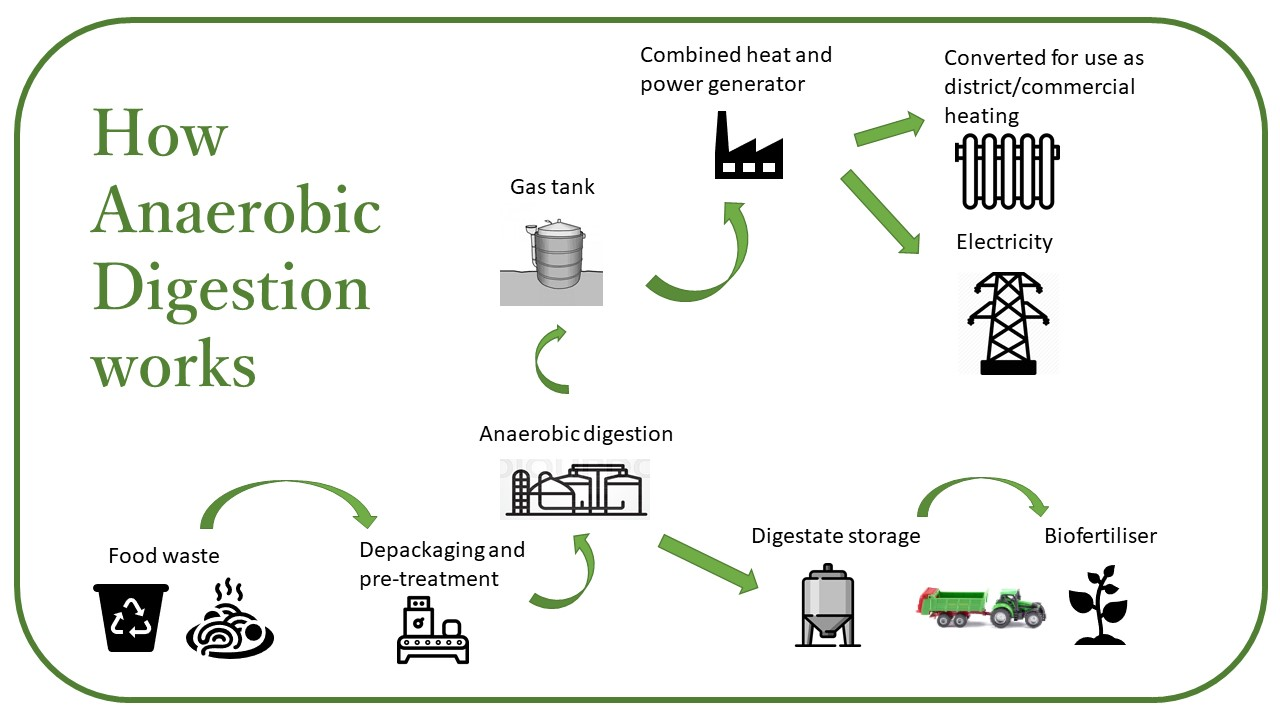 How
Anaerobic
Digestion
works
Combined heat and
power generator
Converted for use as
district/commercial
heating
Gas tank
Electricity
Anaerobic digestion
Food waste
Depackaging and
pre-treatment
Digestate storage
Biofertiliser